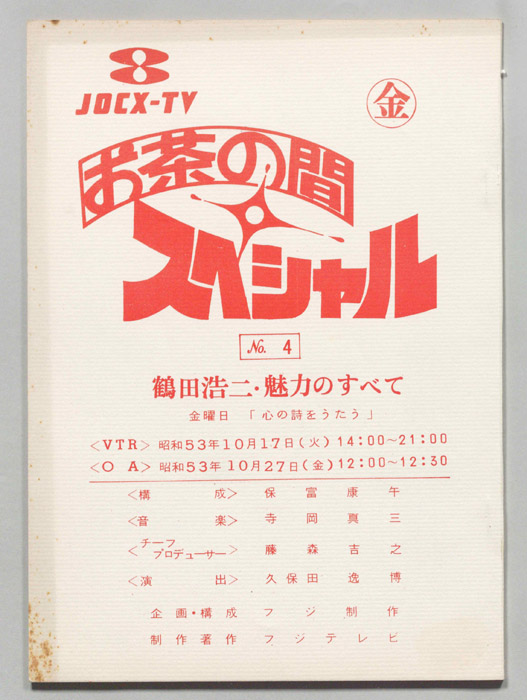 8
JOCX-TV
金
お茶の間
スペシャル
No. 4
鶴田浩二・魅力のすべて
金曜日 「心の詩をうたう」
<VTR> 昭和53年10月17日(火) 14:00~21:00
<O A> 昭和53年10月27日(金) 12:00~12:30
<構成> 保富康午
<音楽> 寺岡真三
<チーフプロデューサー> 藤森吉之
<演出> 久保田逸博
企画・構成 フジ制作
制作著作 フジテレビ